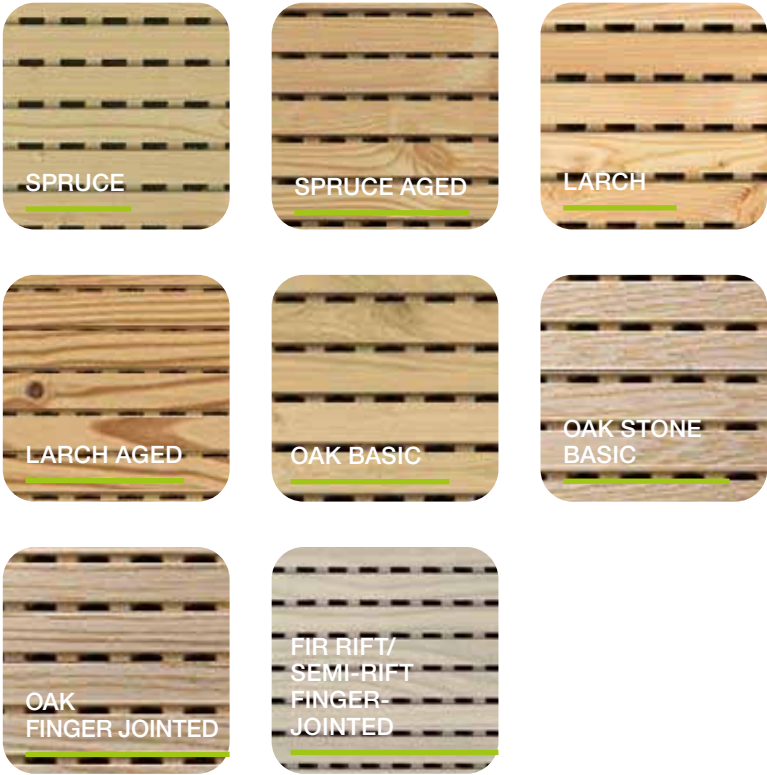 SPRUCE
SPRUCE AGED
LARCH
LARCH AGED
OAK BASIC
OAK STONE
BASIC
OAK
FINGER JOINTED
FIR RIFT/
SEMI-RIFT
FINGER-
JOINTED